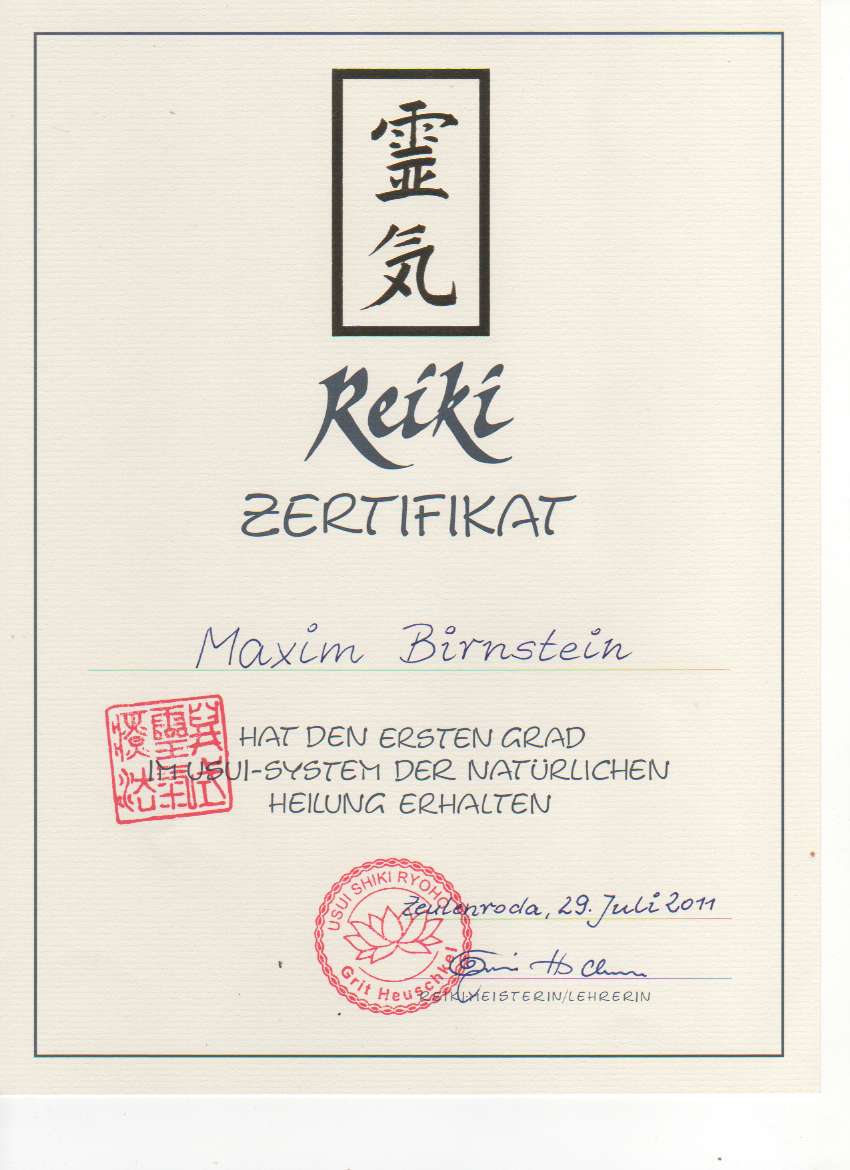 霊
気
Reiki
ZERTIFIKAT
Maxim Birnstein
HAT DEN ERSTEN GRAD
IM USUI-SYSTEM DER NATÜRLICHEN
HEILUNG ERHALTEN
USUI SHIKI RYOHO
Grit Heuschkel
Zeulenroda, 29. Juli 2011
REIKIMEISTERIN/LEHRERIN